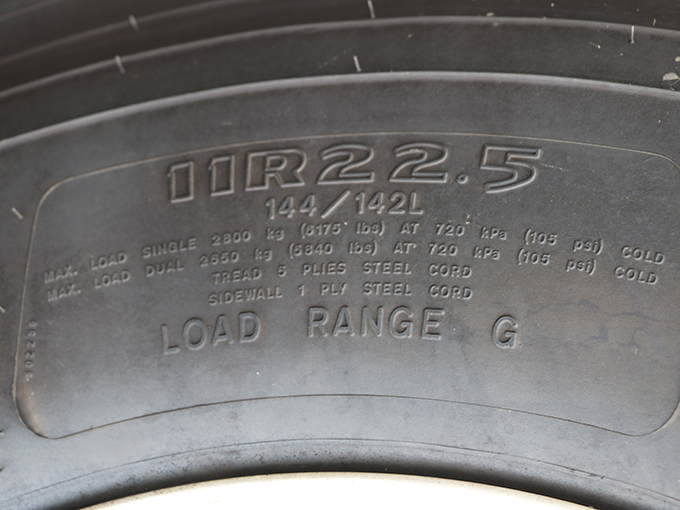 11R22.5
144/142L
MAX. LOAD SINGLE 2800 kg (6175 lbs) AT 720 kPa (105 psi) COLD
MAX. LOAD DUAL 2650 kg (5840 lbs) AT 720 kPa (105 psi) COLD
TREAD 5 PLIES STEEL CORD
SIDEWALL 1 PLY STEEL CORD
LOAD RANGE G